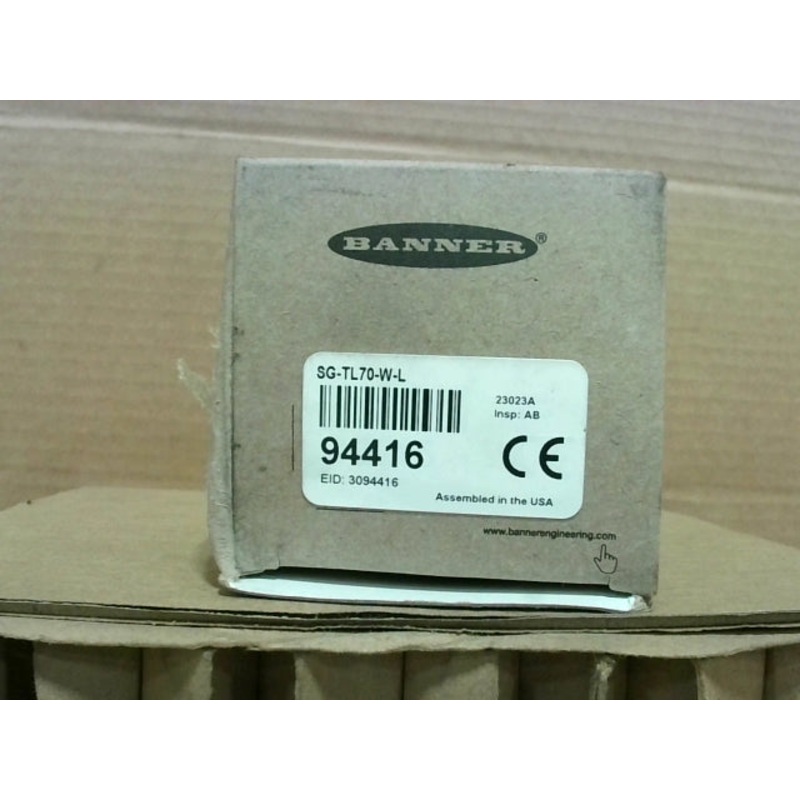 BANNER®
SG-TL70-W-L
23023A
Insp: AB
94416
EID: 3094416
CE
Assembled in the USA
www.bannerengineering.com